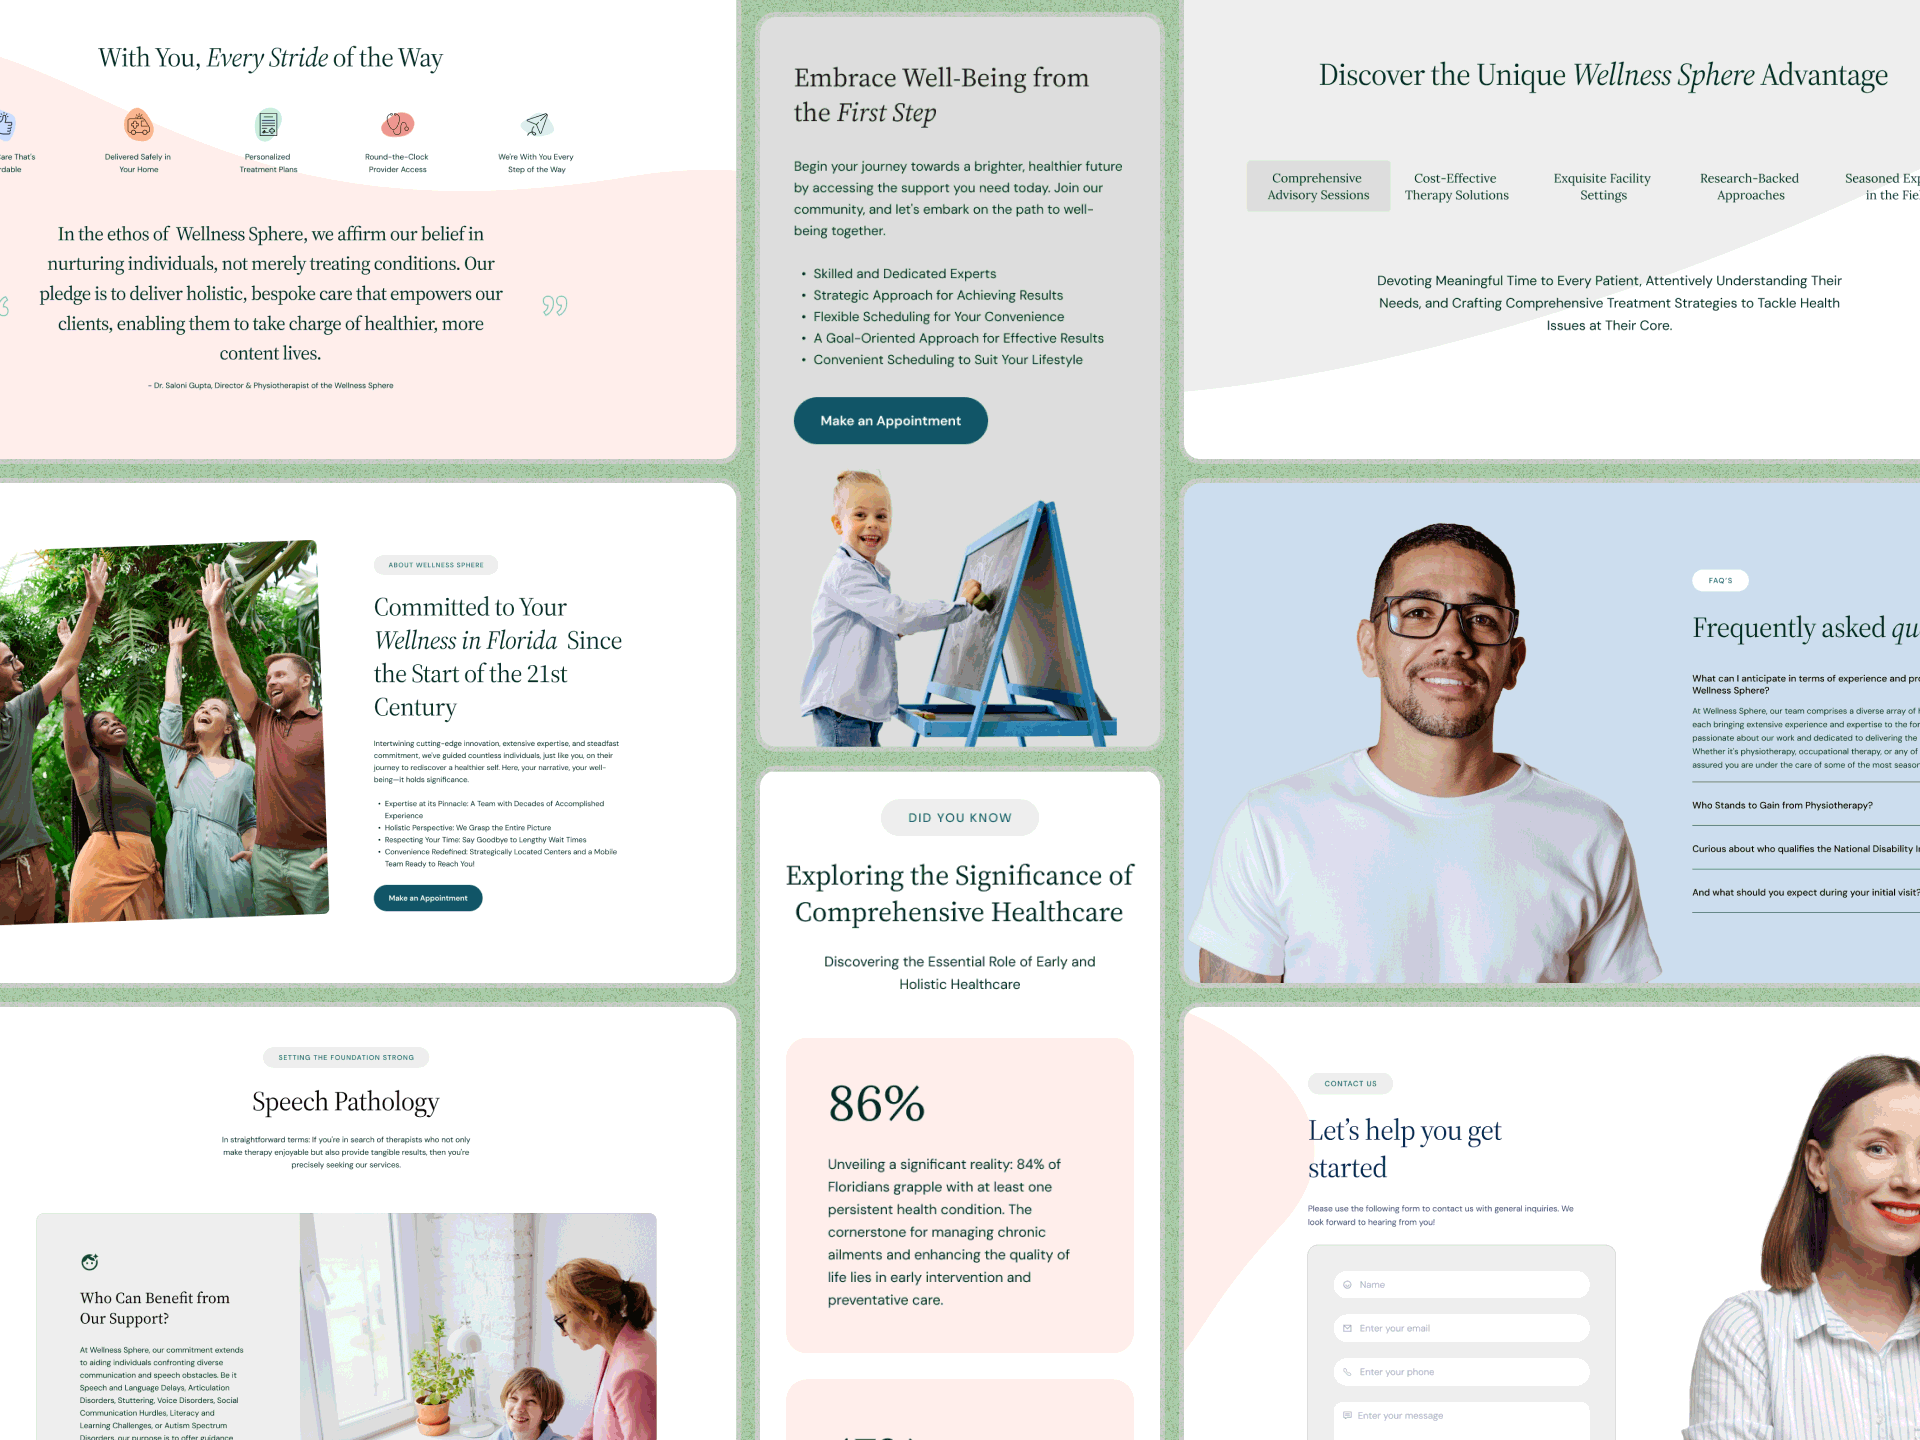 With You, Every Stride of the Way
are That's
Delivered Safely in
Your Home
Personalized
Treatment Plans
Round-the-Clock
Provider Access
We're With You Every
Step of the Way
In the ethos of Wellness Sphere, we affirm our belief in
nurturing individuals, not merely treating conditions. Our
pledge is to deliver holistic, bespoke care that empowers our
clients, enabling them to take charge of healthier, more
content lives.
- Dr. Saloni Gupta, Director & Physiotherapist of the Wellness Sphere
Embrace Well-Being from
the First Step
Begin your journey towards a brighter, healthier future
by accessing the support you need today. Join our
community, and let's embark on the path to well-
being together.
• Skilled and Dedicated Experts
• Strategic Approach for Achieving Results
• Flexible Scheduling for Your Convenience
• A Goal-Oriented Approach for Effective Results
• Convenient Scheduling to Suit Your Lifestyle
Make an Appointment
Discover the Unique Wellness Sphere Advantage
Comprehensive
Advisory Sessions
Cost-Effective
Therapy Solutions
Exquisite Facility
Settings
Research-Backed
Approaches
Seasoned Exp
in the Fiel
Devoting Meaningful Time to Every Patient, Attentively Understanding Their
Needs, and Crafting Comprehensive Treatment Strategies to Tackle Health
Issues at Their Core.
ABOUT WELLNESS SPHERE
Committed to Your
Wellness in Florida Since
the Start of the 21st
Century
Intertwining cutting-edge innovation, extensive expertise, and steadfast
commitment, we've guided countless individuals, just like you, on their
journey to rediscover a healthier self. Here, your narrative, your well-
being—it holds significance.
• Expertise at its Pinnacle: A Team with Decades of Accomplished
Experience
• Holistic Perspective: We Grasp the Entire Picture
• Respecting Your Time: Say Goodbye to Lengthy Wait Times
• Convenience Redefined: Strategically Located Centers and a Mobile
Team Ready to Reach You!
Make an Appointment
FAQ'S
Frequently asked qu
What can I anticipate in terms of experience and pro
Wellness Sphere?
At Wellness Sphere, our team comprises a diverse array of h
each bringing extensive experience and expertise to the for
passionate about our work and dedicated to delivering the
Whether it's physiotherapy, occupational therapy, or any of
assured you are under the care of some of the most season
Who Stands to Gain from Physiotherapy?
Curious about who qualifies the National Disability In
And what should you expect during your initial visit?
DID YOU KNOW
Exploring the Significance of
Comprehensive Healthcare
Discovering the Essential Role of Early and
Holistic Healthcare
86%
Unveiling a significant reality: 84% of
Floridians grapple with at least one
persistent health condition. The
cornerstone for managing chronic
ailments and enhancing the quality of
life lies in early intervention and
preventative care.
SETTING THE FOUNDATION STRONG
Speech Pathology
In straightforward terms: If you're in search of therapists who not only
make therapy enjoyable but also provide tangible results, then you're
precisely seeking our services.
Who Can Benefit from
Our Support?
At Wellness Sphere, our commitment extends
to aiding individuals confronting diverse
communication and speech obstacles. Be it
Speech and Language Delays, Articulation
Disorders, Stuttering, Voice Disorders, Social
Communication Hurdles, Literacy and
Learning Challenges, or Autism Spectrum
Disorders, our purpose is to offer guidance
CONTACT US
Let's help you get
started
Please use the following form to contact us with general inquiries. We
look forward to hearing from you!
Name
Enter your email
Enter your phone
Enter your message